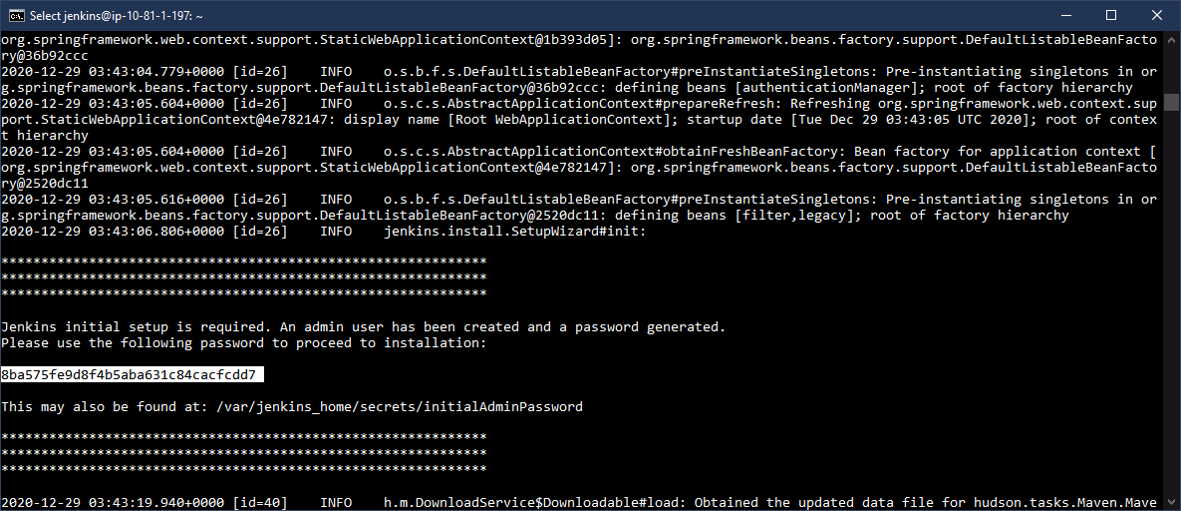 Select jenkins@ip-10-81-1-197: ~
org.springframework.web.context.support.StaticWebApplicationContext@1b393d05]: org.springframework.beans.factory.support.DefaultListableBeanFacto
ry@36b92ccc
2020-12-29 03:43:04.779+0000 [id=26]    INFO    o.s.b.f.s.DefaultListableBeanFactory#preInstantiateSingletons: Pre-instantiating singletons in or
g.springframework.beans.factory.support.DefaultListableBeanFactory@36b92ccc: defining beans [authenticationManager]; root of factory hierarchy
2020-12-29 03:43:05.604+0000 [id=26]    INFO    o.s.c.s.AbstractApplicationContext#prepareRefresh: Refreshing org.springframework.web.context.sup
port.StaticWebApplicationContext@4e782147: display name [Root WebApplicationContext]; startup date [Tue Dec 29 03:43:05 UTC 2020]; root of contex
t hierarchy
2020-12-29 03:43:05.604+0000 [id=26]    INFO    o.s.c.s.AbstractApplicationContext#obtainFreshBeanFactory: Bean factory for application context [
org.springframework.web.context.support.StaticWebApplicationContext@4e782147]: org.springframework.beans.factory.support.DefaultListableBeanFacto
ry@2520dc11
2020-12-29 03:43:05.616+0000 [id=26]    INFO    o.s.b.f.s.DefaultListableBeanFactory#preInstantiateSingletons: Pre-instantiating singletons in or
g.springframework.beans.factory.support.DefaultListableBeanFactory@2520dc11: defining beans [filter,legacy]; root of factory hierarchy
2020-12-29 03:43:06.806+0000 [id=26]    INFO    jenkins.install.SetupWizard#init:
*************************************************************
*************************************************************
*************************************************************
Jenkins initial setup is required. An admin user has been created and a password generated.
Please use the following password to proceed to installation:
8ba575fe9d8f4b5aba631c84cacfcdd7
This may also be found at: /var/jenkins_home/secrets/initialAdminPassword
*************************************************************
*************************************************************
*************************************************************
2020-12-29 03:43:19.940+0000 [id=40]    INFO    h.m.DownloadService$Downloadable#load: Obtained the updated data file for hudson.tasks.Maven.Mave